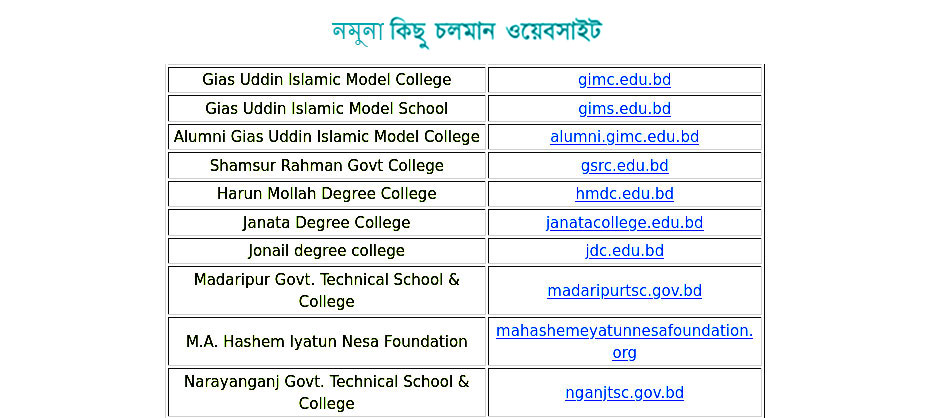 নমুনা কিছু চলমান ওয়েবসাইট
Gias Uddin Islamic Model College gimc.edu.bd
Gias Uddin Islamic Model School gims.edu.bd
Alumni Gias Uddin Islamic Model College alumni.gimc.edu.bd
Shamsur Rahman Govt College gsrc.edu.bd
Harun Mollah Degree College hmdc.edu.bd
Janata Degree College janatacollege.edu.bd
Jonail degree college jdc.edu.bd
Madaripur Govt. Technical School &
College
madaripurtsc.gov.bd
M.A. Hashem Iyatun Nesa Foundation
mahashemeyatunnesafoundation.
org
Narayanganj Govt. Technical School &
College
nganjtsc.gov.bd